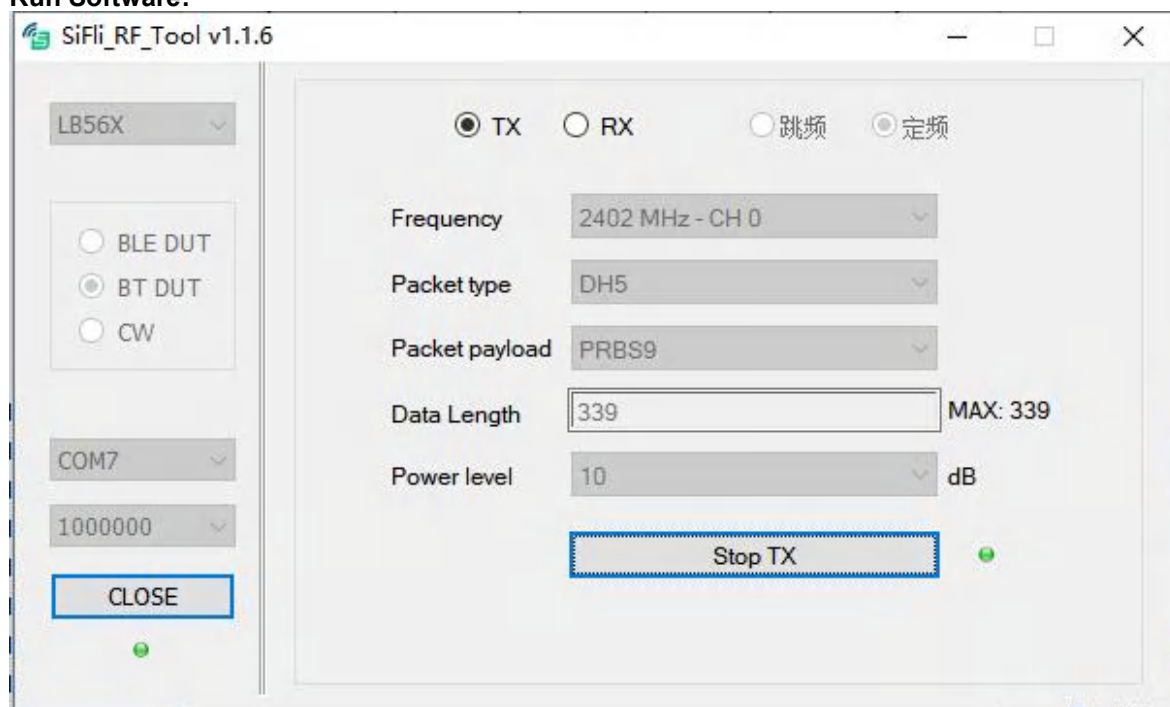 Run Software:
SiFli_RF_Tool v1.1.6
LB56X
BLE DUT
BT DUT
CW
COM7
1000000
CLOSE
TX RX 跳频 定频
Frequency 2402 MHz - CH 0
Packet type DH5
Packet payload PRBS9
Data Length 339 MAX: 339
Power level 10 dB
Stop TX